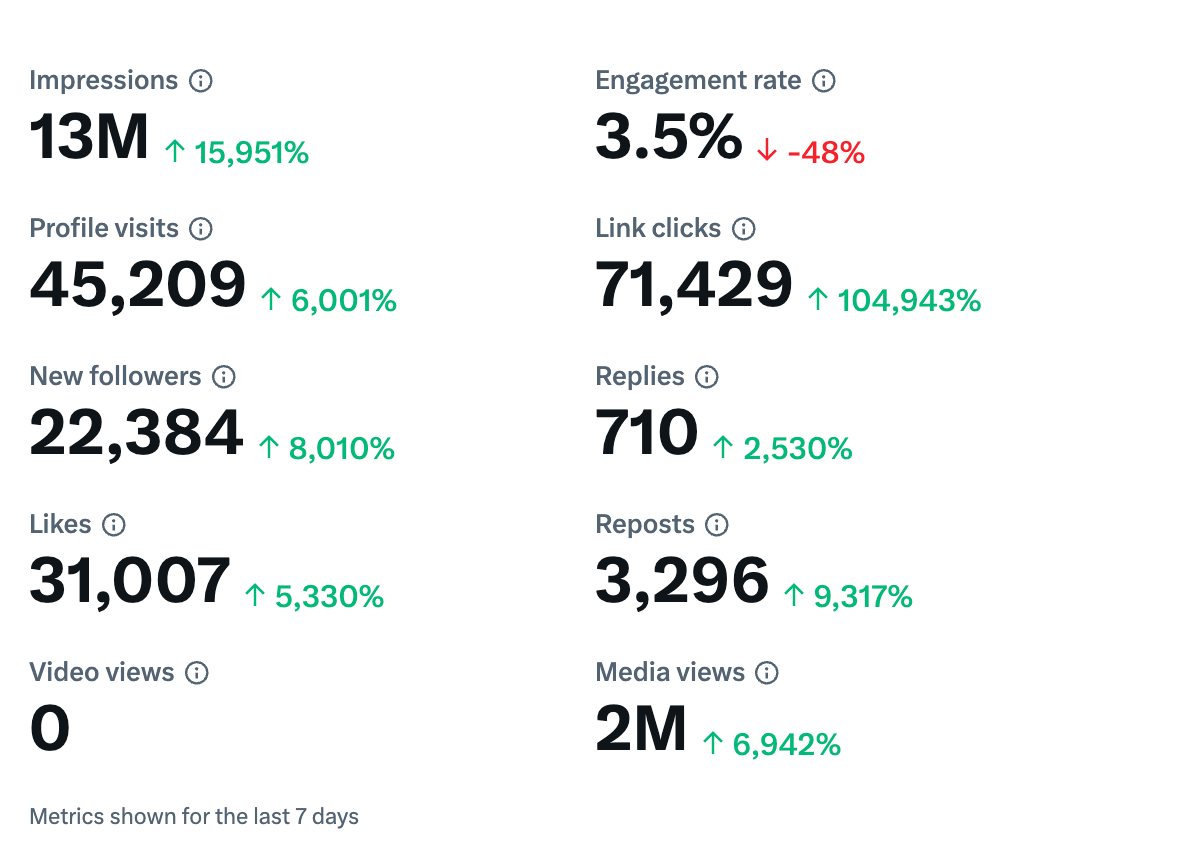 Impressions
13M ↑ 15,951%
Engagement rate
3.5% ↓ -48%
Profile visits
45,209 ↑ 6,001%
Link clicks
71,429 ↑ 104,943%
New followers
22,384 ↑ 8,010%
Replies
710 ↑ 2,530%
Likes
31,007 ↑ 5,330%
Reposts
3,296 ↑ 9,317%
Video views
0
Media views
2M ↑ 6,942%
Metrics shown for the last 7 days